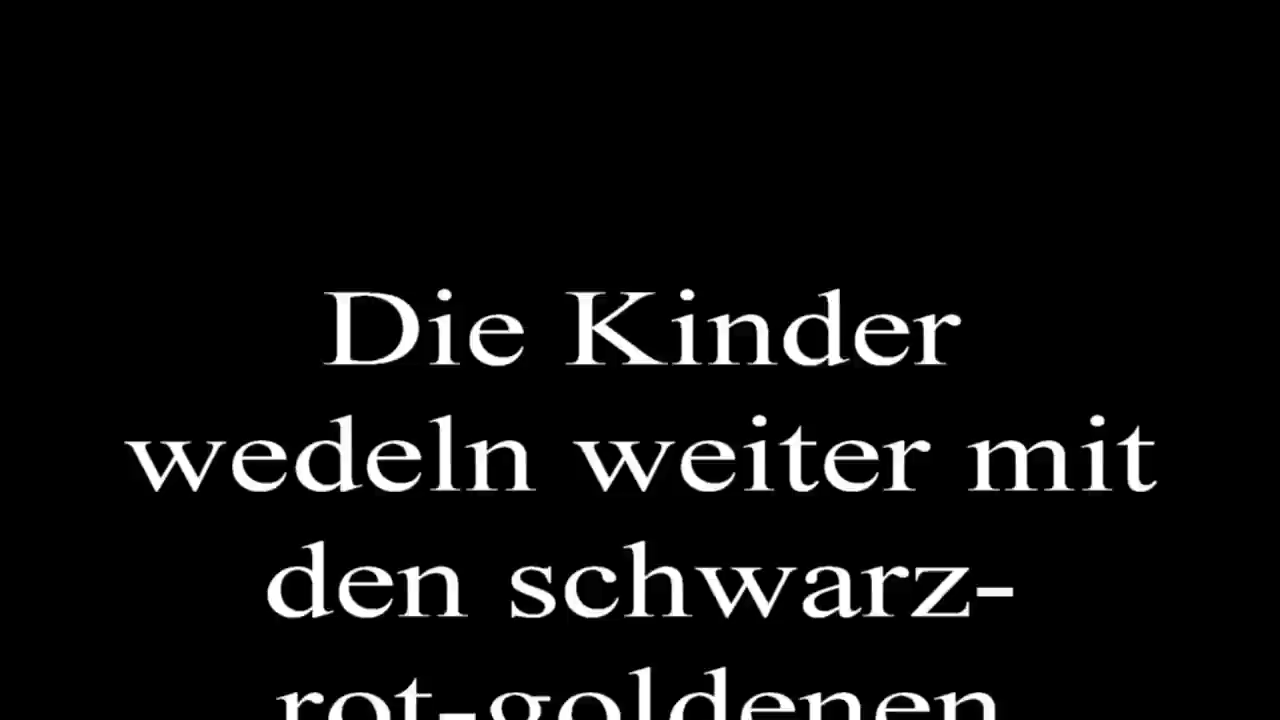 Die Kinder
wedeln weiter mit
den schwarz-
rot-goldenen